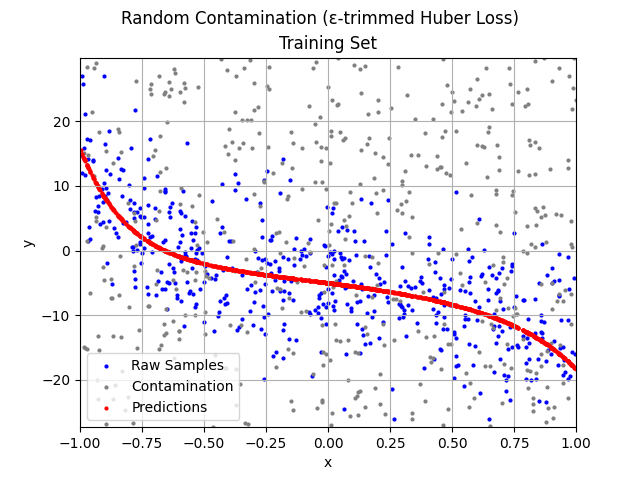 Random Contamination (ε-trimmed Huber Loss)
Training Set
20
10
0
−10
−20
y
Raw Samples
Contamination
Predictions
−1.00 −0.75 −0.50 −0.25 0.00 0.25 0.50 0.75 1.00
x